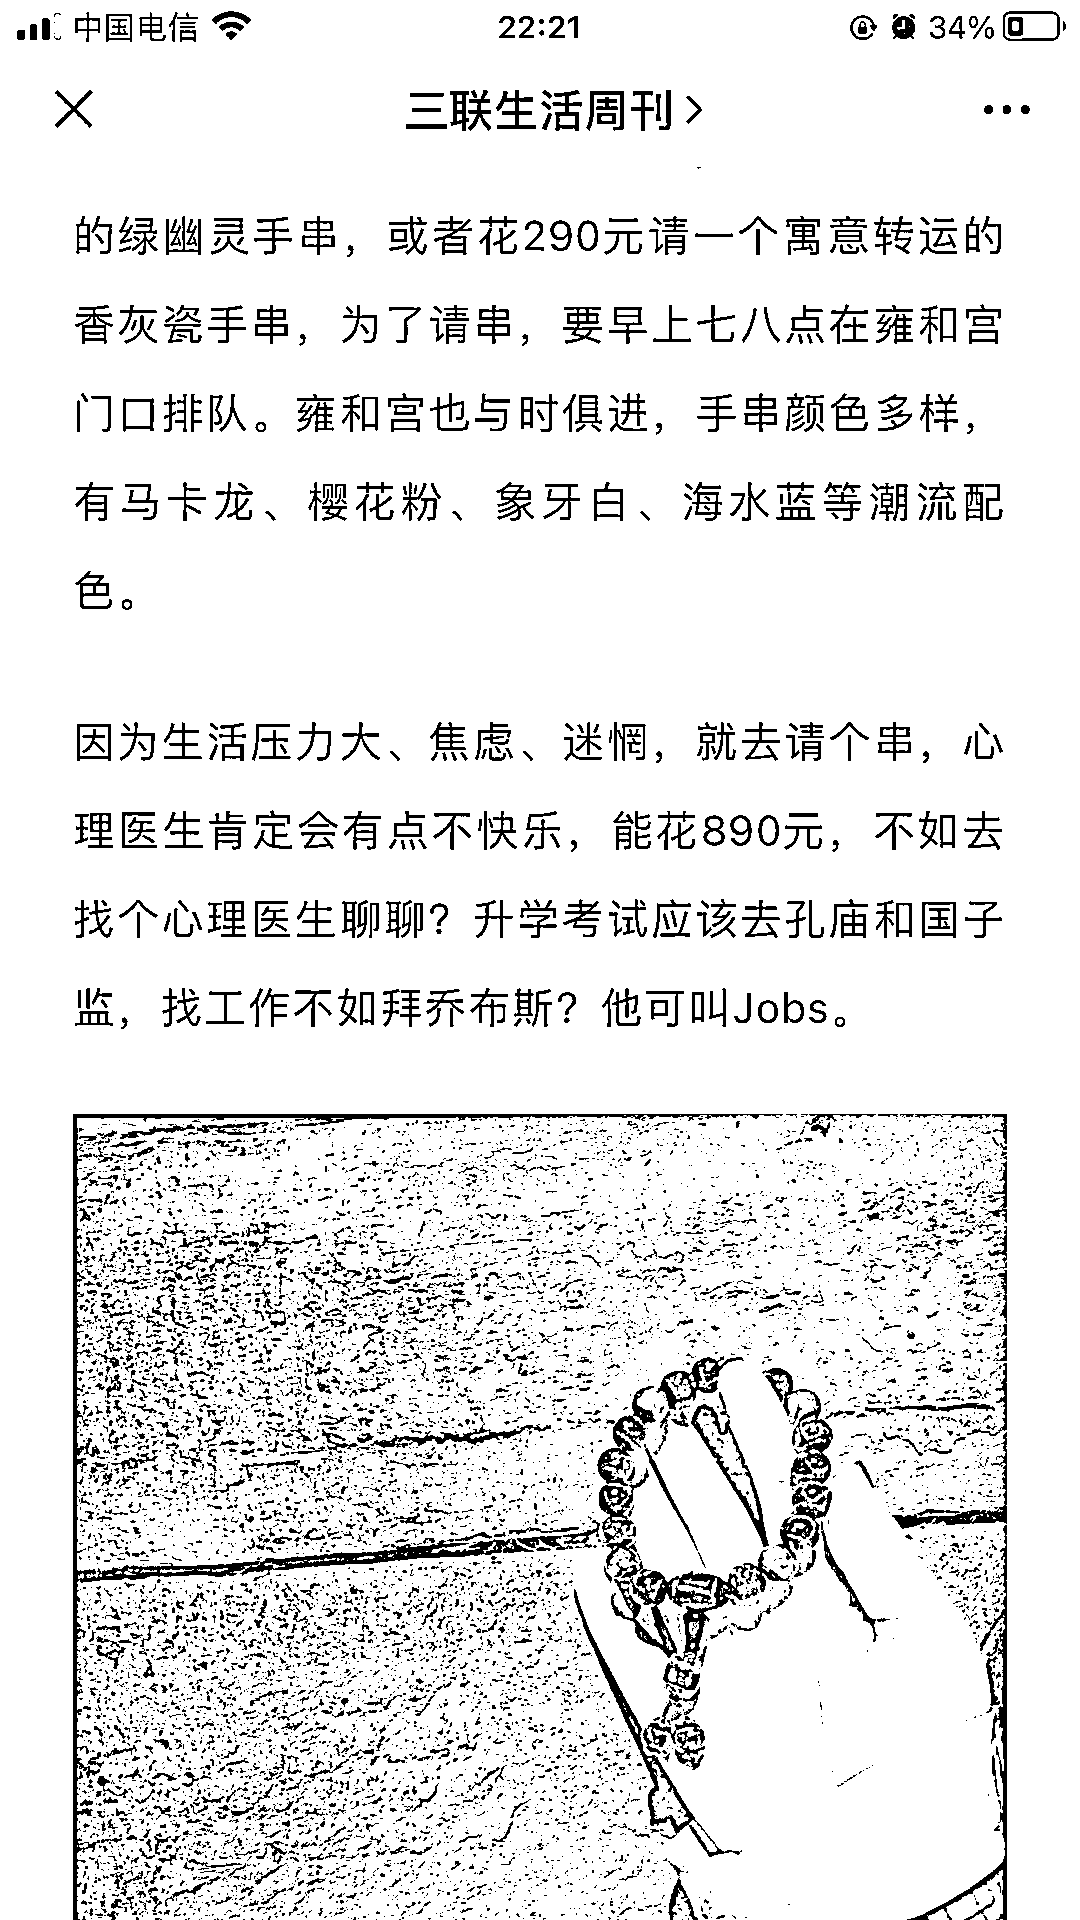 中国电信
22:21
34%
三联生活周刊
的绿幽灵手串，或者花290元请一个寓意转运的
香灰瓷手串，为了请串，要早上七八点在雍和宫
门口排队。雍和宫也与时俱进，手串颜色多样，
有马卡龙、樱花粉、象牙白、海水蓝等潮流配
色。
因为生活压力大、焦虑、迷惘，就去请个串，心
理医生肯定会有点不快乐，能花890元，不如去
找个心理医生聊聊？升学考试应该去孔庙和国子
监，找工作不如拜乔布斯？他可叫Jobs。